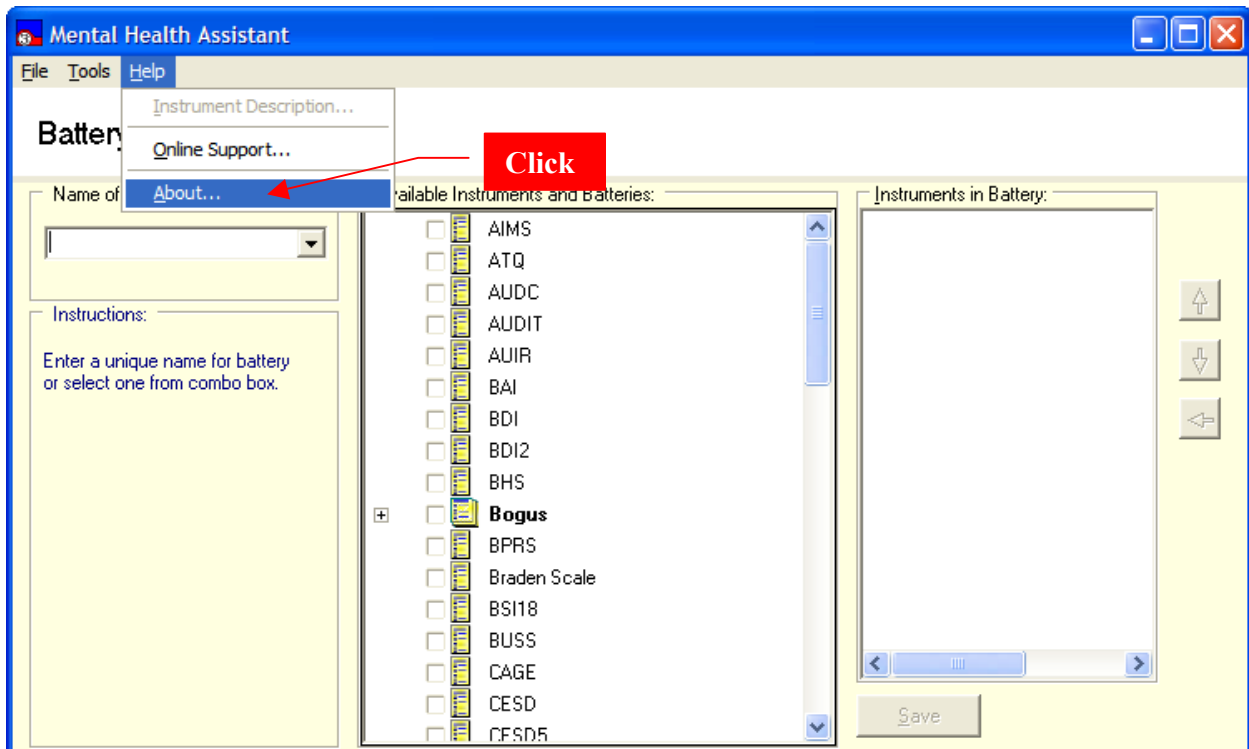 Mental Health Assistant
File Tools Help
Instrument Description...
Battery
Online Support...
Click
About...
Name of
vailable Instruments and Batteries:
Instruments in Battery:
AIMS
ATQ
AUDC
AUDIT
AUIR
BAI
BDI
BDI2
BHS
Bogus
BPRS
Braden Scale
BSI18
BUSS
CAGE
CESD
CESD5
Instructions:
Enter a unique name for battery
or select one from combo box.
Save